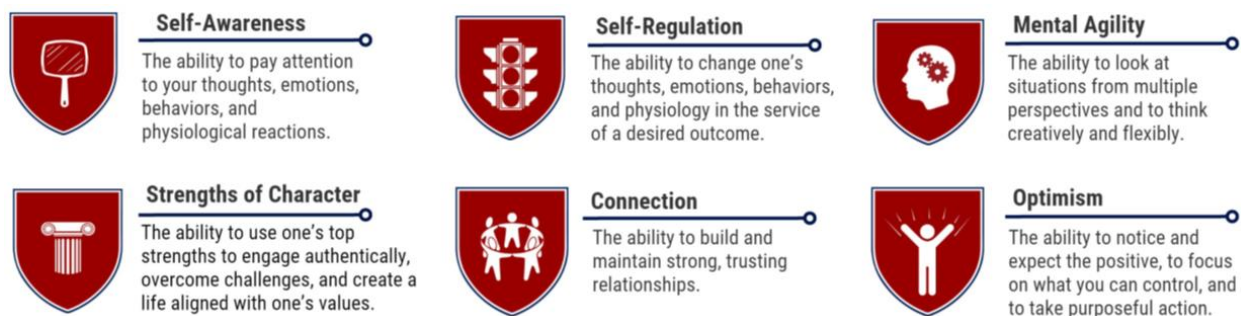 Self-Awareness
The ability to pay attention
to your thoughts, emotions,
behaviors, and
physiological reactions.
Self-Regulation
The ability to change one's
thoughts, emotions, behaviors,
and physiology in the service
of a desired outcome.
Mental Agility
The ability to look at
situations from multiple
perspectives and to think
creatively and flexibly.
Strengths of Character
The ability to use one's top
strengths to engage authentically,
overcome challenges, and create a
life aligned with one's values.
Connection
The ability to build and
maintain strong, trusting
relationships.
Optimism
The ability to notice and
expect the positive, to focus
on what you can control, and
to take purposeful action.